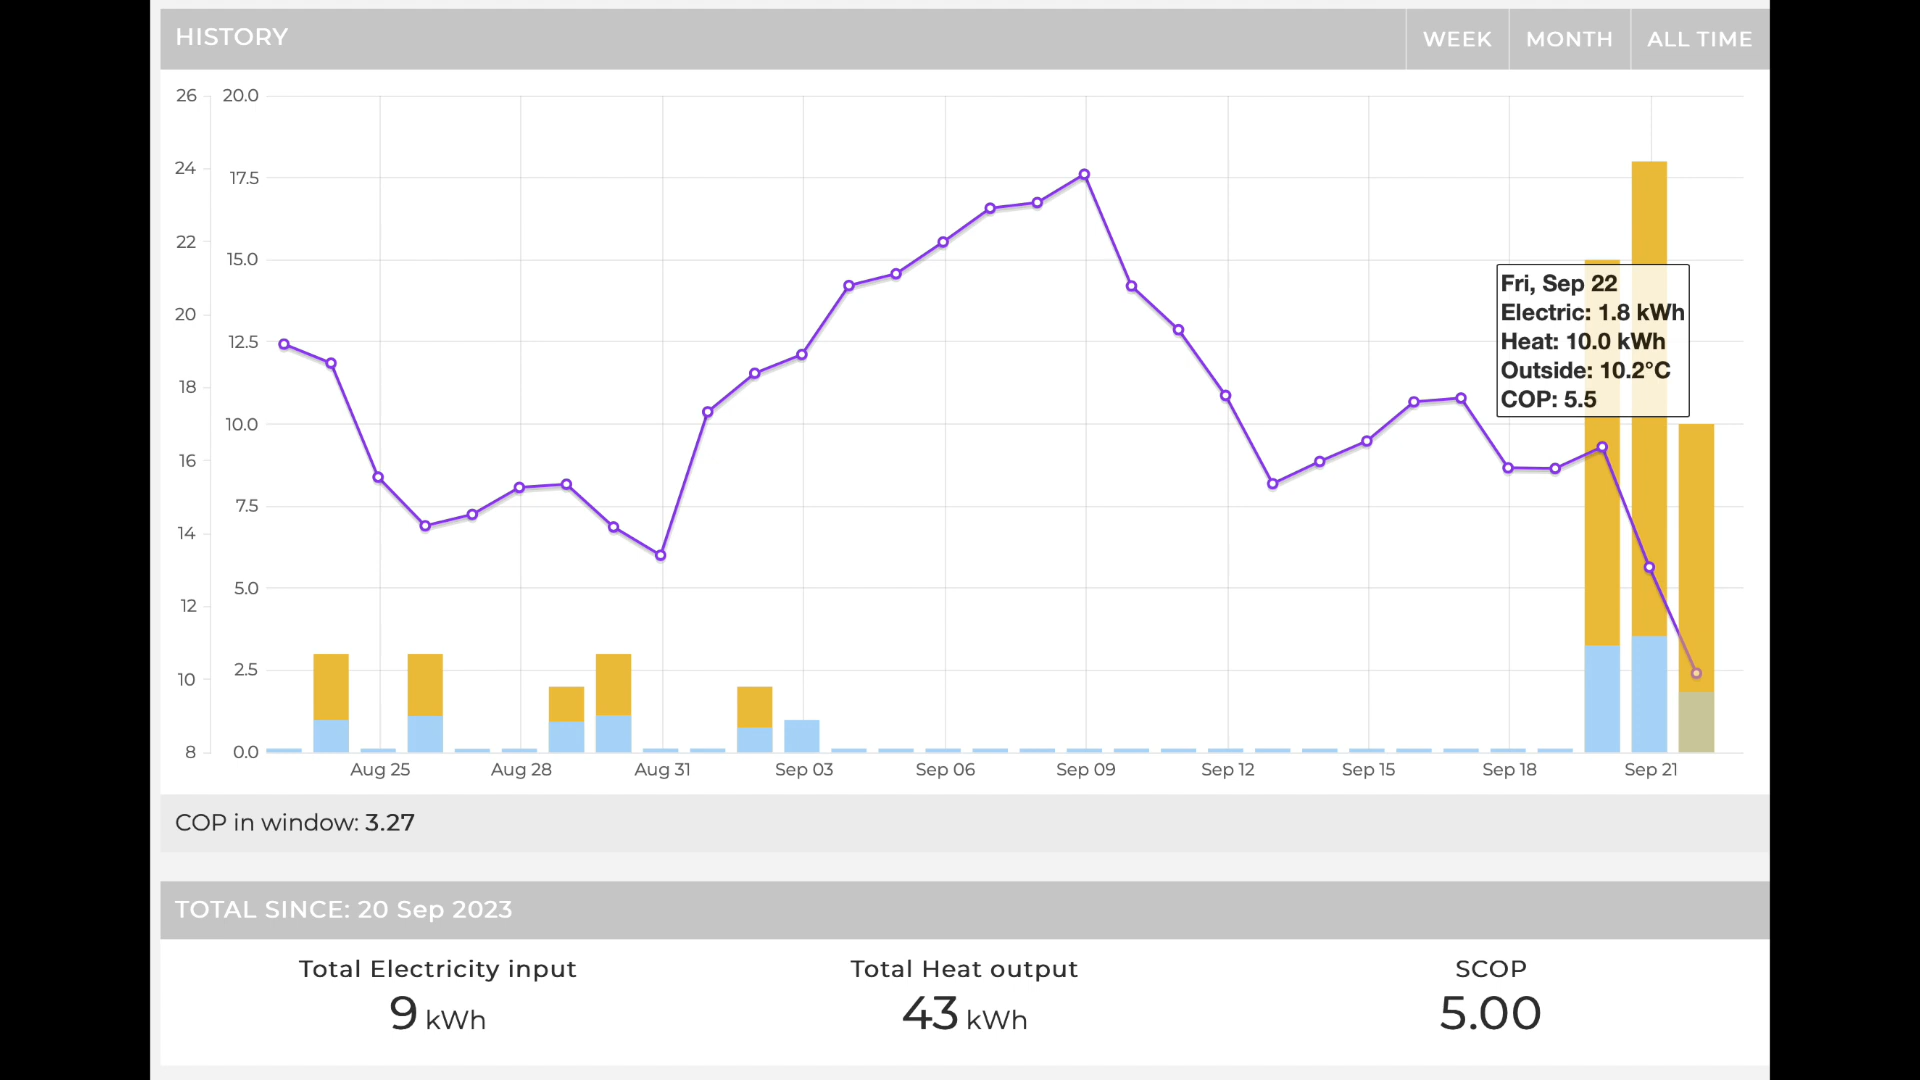 HISTORY
WEEK MONTH ALL TIME
26 20.0
24 17.5
22 15.0
20 12.5
18 10.0
16 7.5
14 5.0
12 2.5
10 0.0
8
Fri, Sep 22
Electric: 1.8 kWh
Heat: 10.0 kWh
Outside: 10.2°C
COP: 5.5
Aug 25 Aug 28 Aug 31 Sep 03 Sep 06 Sep 09 Sep 12 Sep 15 Sep 18 Sep 21
COP in window: 3.27
TOTAL SINCE: 20 Sep 2023
Total Electricity input Total Heat output SCOP
9 kWh 43 kWh 5.00